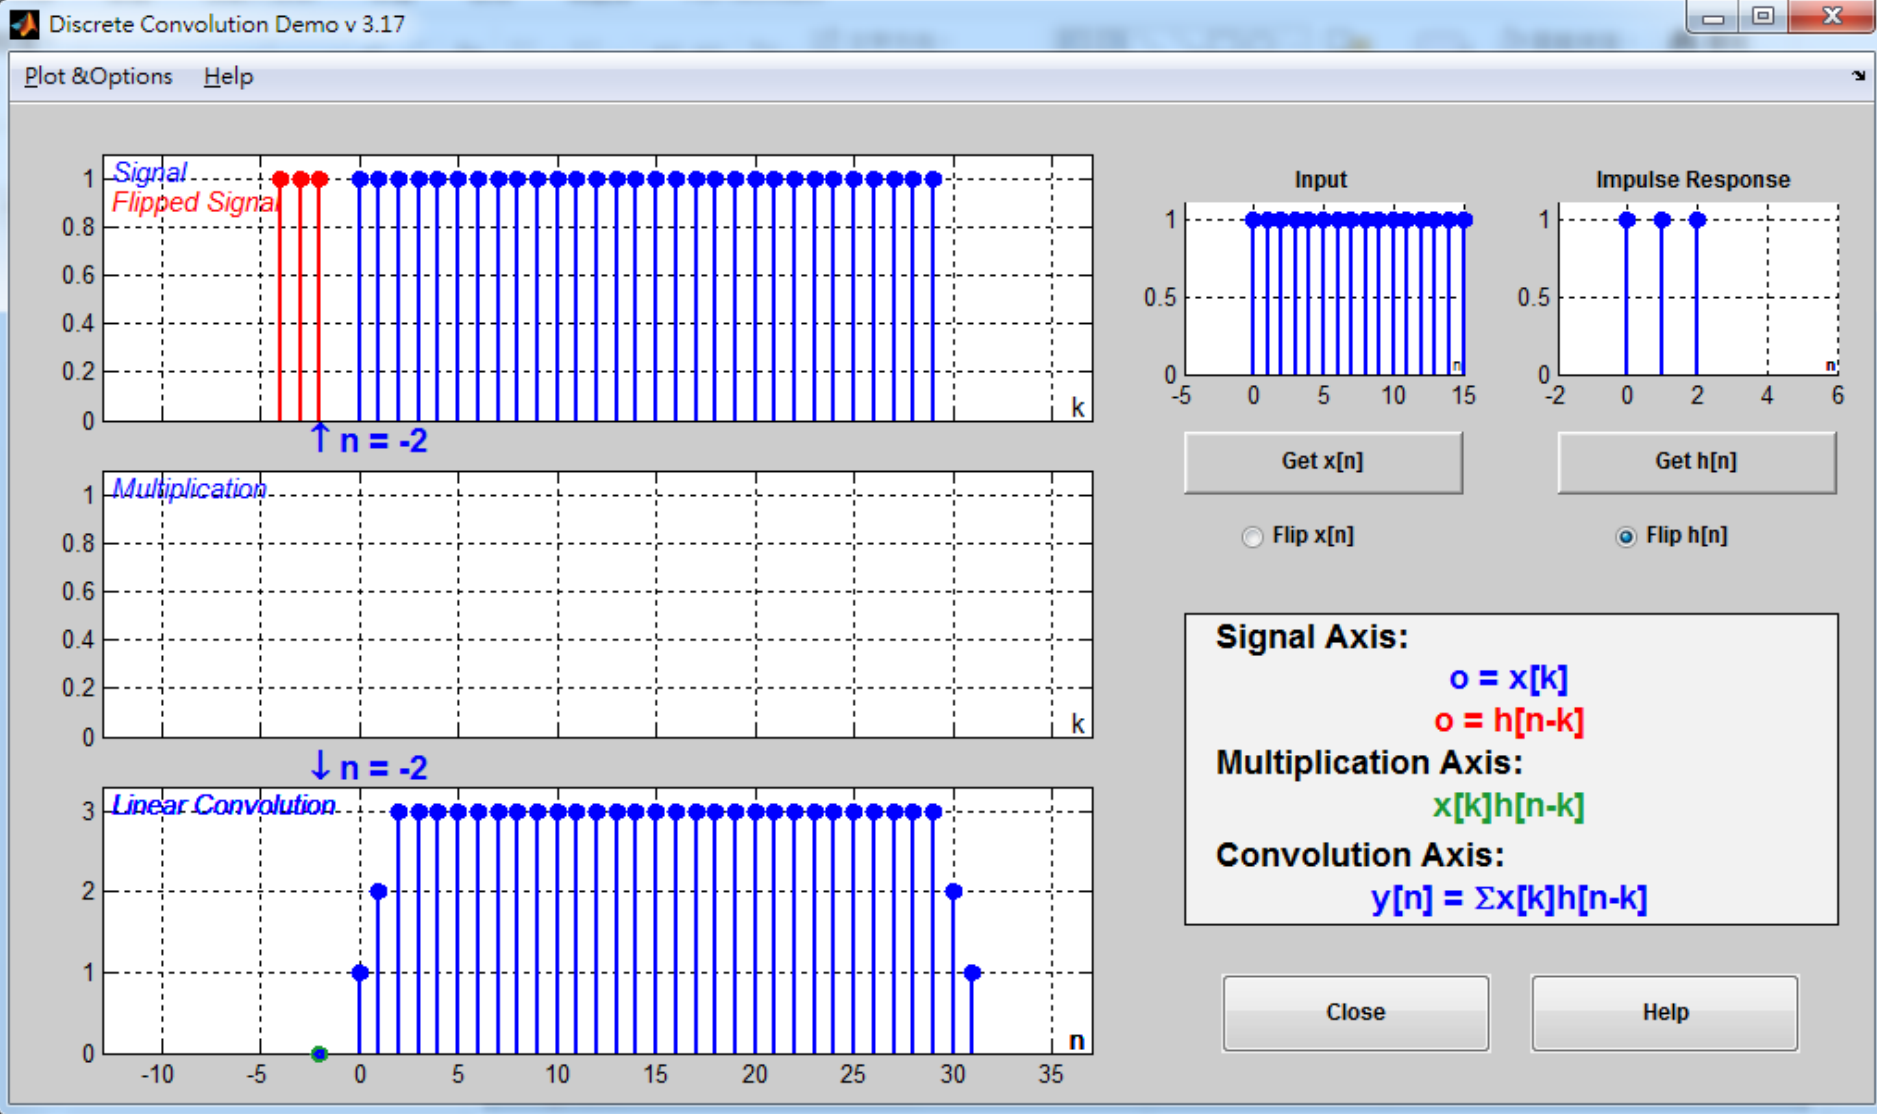 Discrete Convolution Demo v 3.17
Plot &Options Help
Signal
Flipped Signal
1
0.8
0.6
0.4
0.2
0
k
↑ n = -2
Multiplication
1
0.8
0.6
0.4
0.2
0
k
↓ n = -2
Linear Convolution
3
2
1
0
n
-10 -5 0 5 10 15 20 25 30 35
Input
1
0.5
0
n
-5 0 5 10 15
Impulse Response
1
0.5
0
n
-2 0 2 4 6
Get x[n]
Get h[n]
Flip x[n]
Flip h[n]
Signal Axis:
o = x[k]
o = h[n-k]
Multiplication Axis:
x[k]h[n-k]
Convolution Axis:
y[n] = Σx[k]h[n-k]
Close
Help